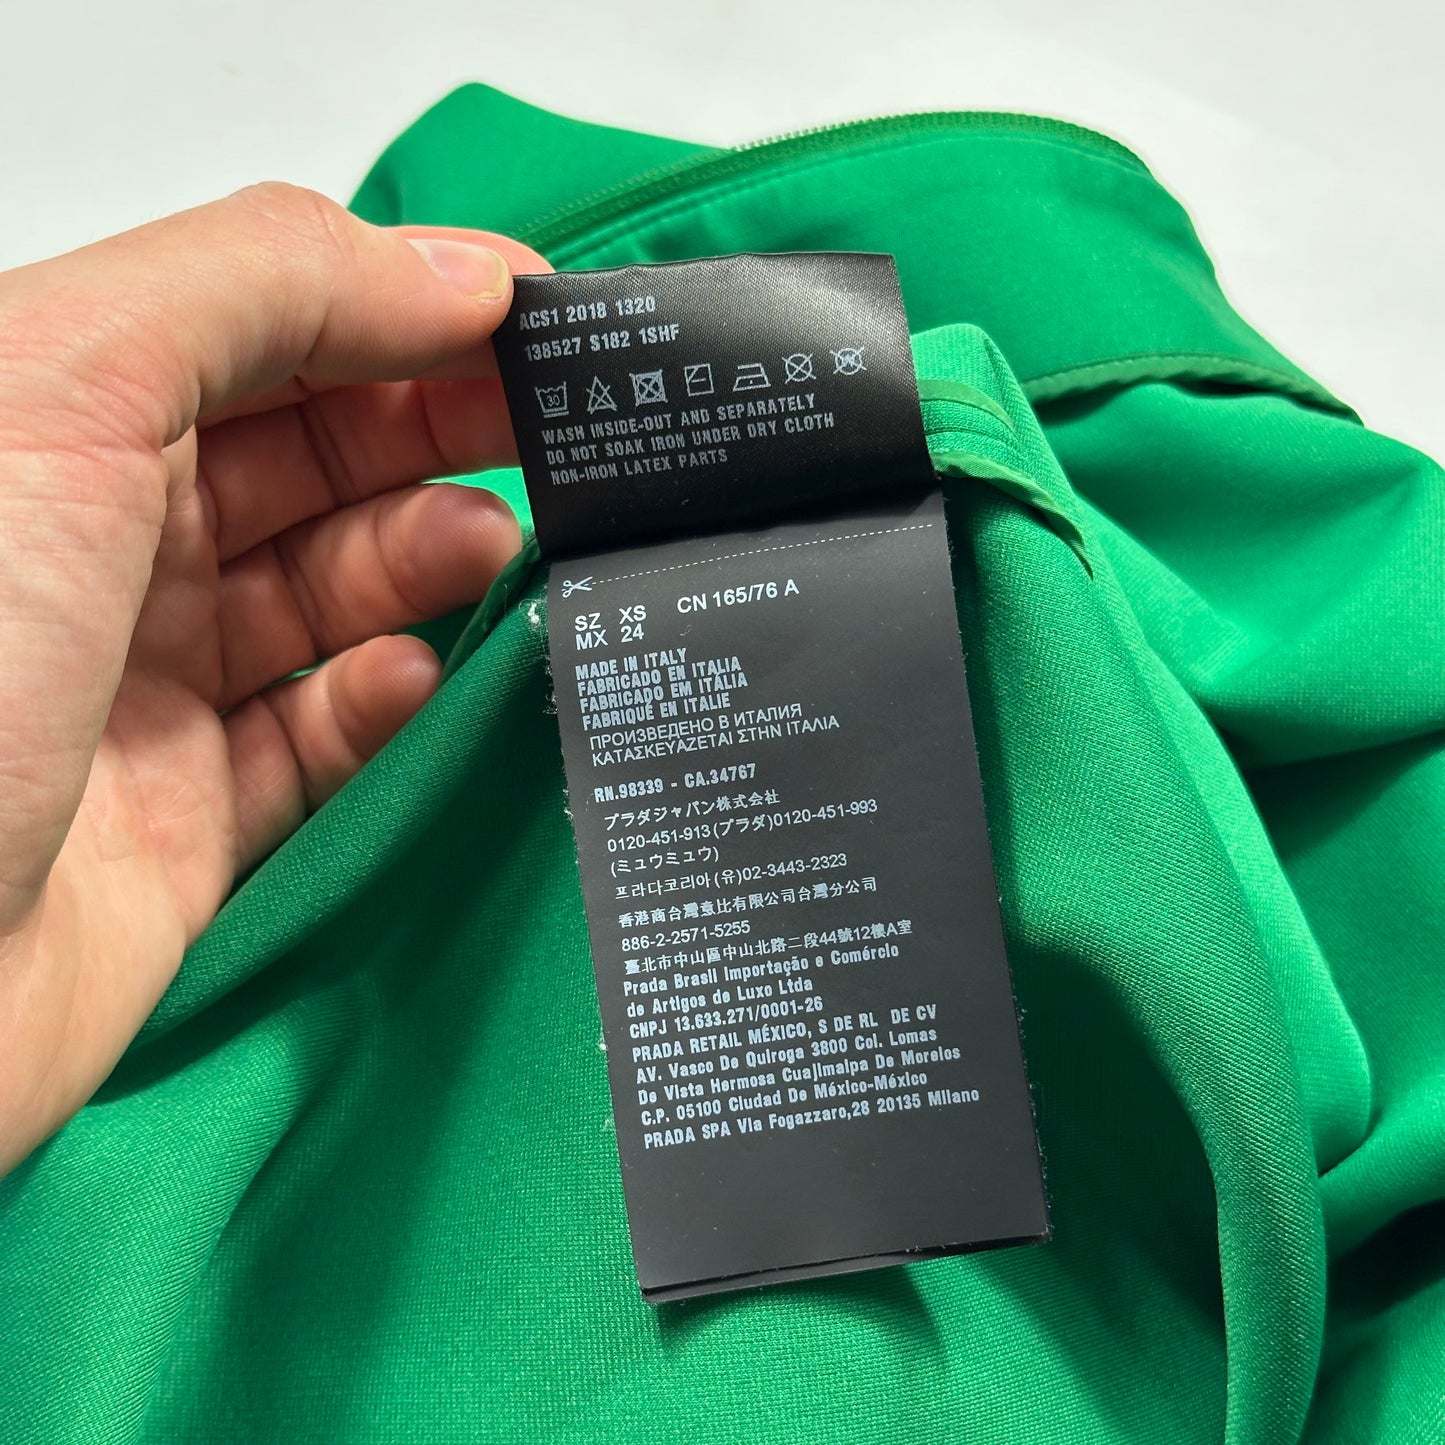 ACS1 2018 1320
138527 S182 1SHF
30
WASH INSIDE-OUT AND SEPARATELY
DO NOT SOAK IRON UNDER DRY CLOTH
NON-IRON LATEX PARTS
SZ XS CN 165/76 A
MX 24
MADE IN ITALY
FABRICADO EN ITALIA
FABRICADO EM ITÁLIA
FABRIQUÉ EN ITALIE
ПРОИЗВЕДЕНО В ИТАЛИЯ
ΚΑΤΑΣΚΕΥΑΖΕΤΑΙ ΣΤΗΝ ΙΤΑΛΙΑ
RN.98339 - CA.34767
プラダジャパン株式会社
0120-451-913(プラダ)0120-451-993
(ミュウミュウ)
프라다코리아(유)02-3443-2323
香港商台灣意比有限公司台灣分公司
886-2-2571-5255
臺北市中山區中山北路二段44號12樓A室
Prada Brasil Importação e Comércio
de Artigos de Luxo Ltda
CNPJ 13.633.271/0001-26
PRADA RETAIL MÉXICO, S DE RL DE CV
AV. Vasco De Quiroga 3800 Col. Lomas
De Vista Hermosa Cuajimalpa De Morelos
C.P. 05100 Ciudad De México-México
PRADA SPA Via Fogazzaro,28 20135 Milano